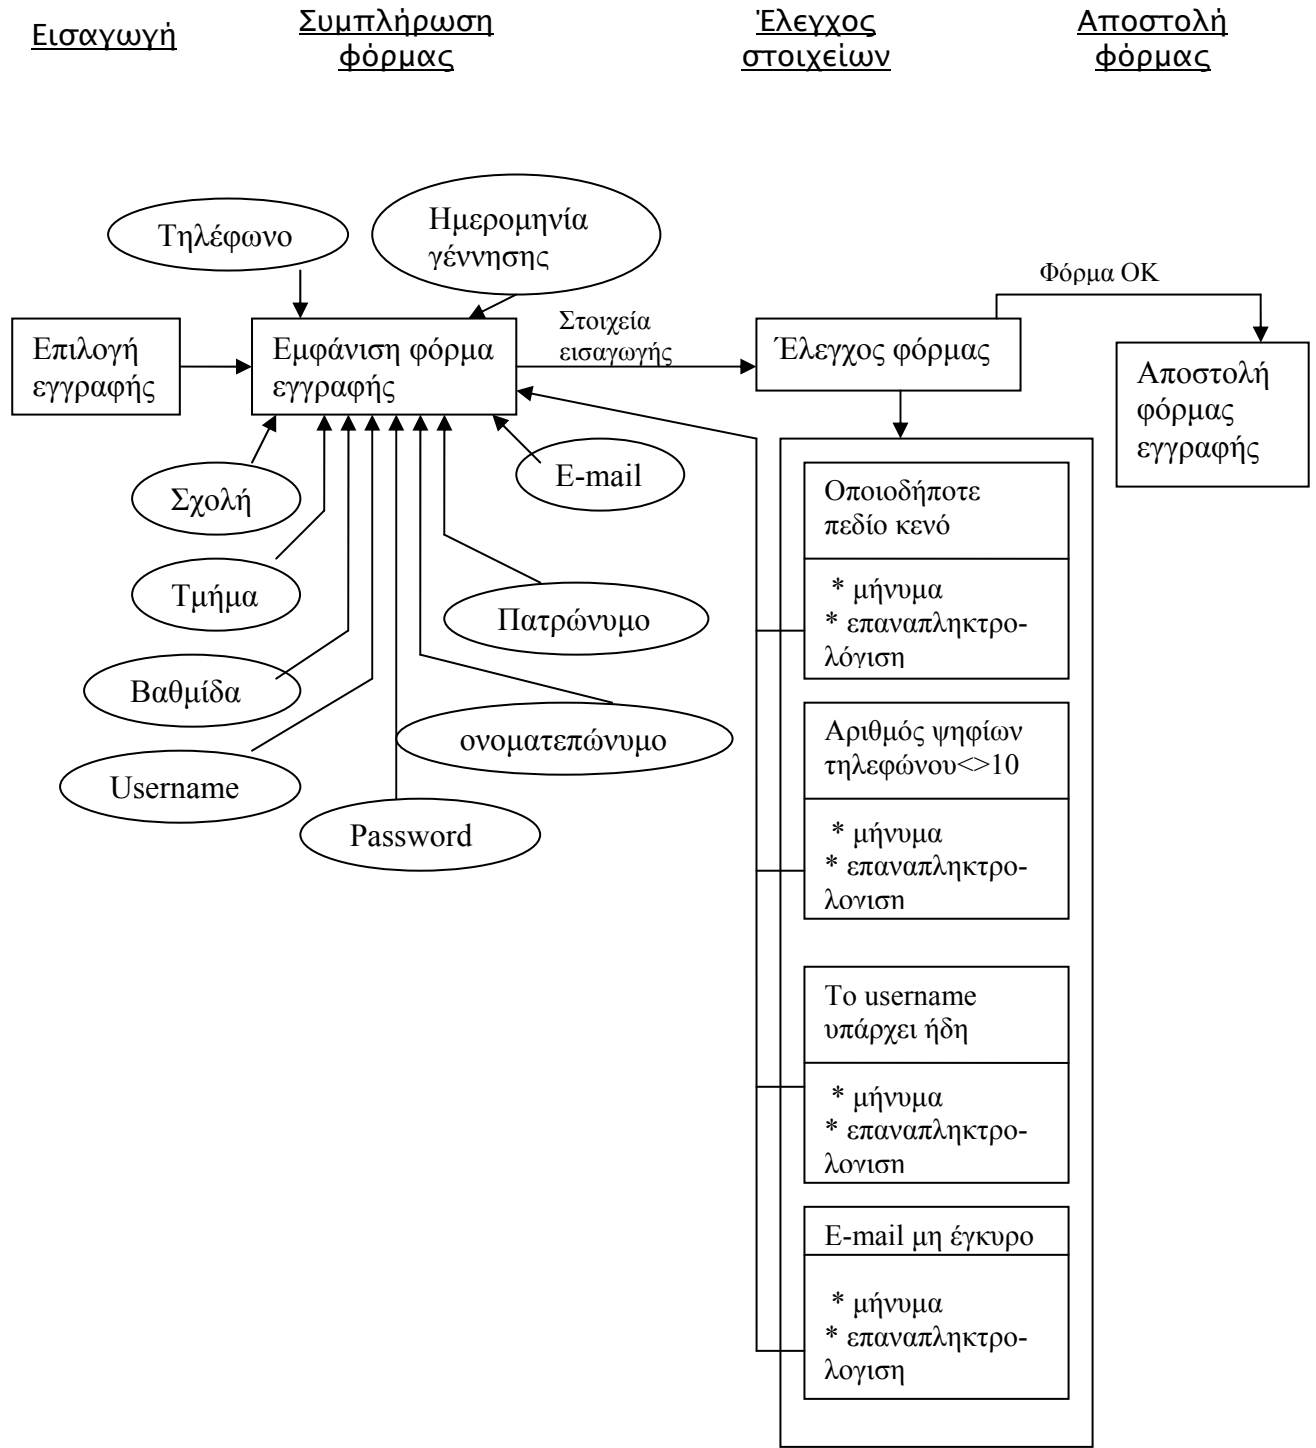 Εισαγωγή
Συμπλήρωση
φόρμας
Έλεγχος
στοιχείων
Αποστολή
φόρμας
Τηλέφωνο
Ημερομηνία
γέννησης
Φόρμα ΟΚ
Επιλογή
εγγραφής
Εμφάνιση φόρμα
εγγραφής
Στοιχεία
εισαγωγής
Έλεγχος φόρμας
Αποστολή
φόρμας
εγγραφής
Σχολή
E-mail
Τμήμα
Πατρώνυμο
Βαθμίδα
ονοματεπώνυμο
Username
Password
Οποιοδήποτε
πεδίο κενό
* μήνυμα
* επαναπληκτρο-
λόγιση
Αριθμός ψηφίων
τηλεφώνου<>10
* μήνυμα
* επαναπληκτρο-
λογιση
Το username
υπάρχει ήδη
* μήνυμα
* επαναπληκτρο-
λογιση
E-mail μη έγκυρο
* μήνυμα
* επαναπληκτρο-
λογιση